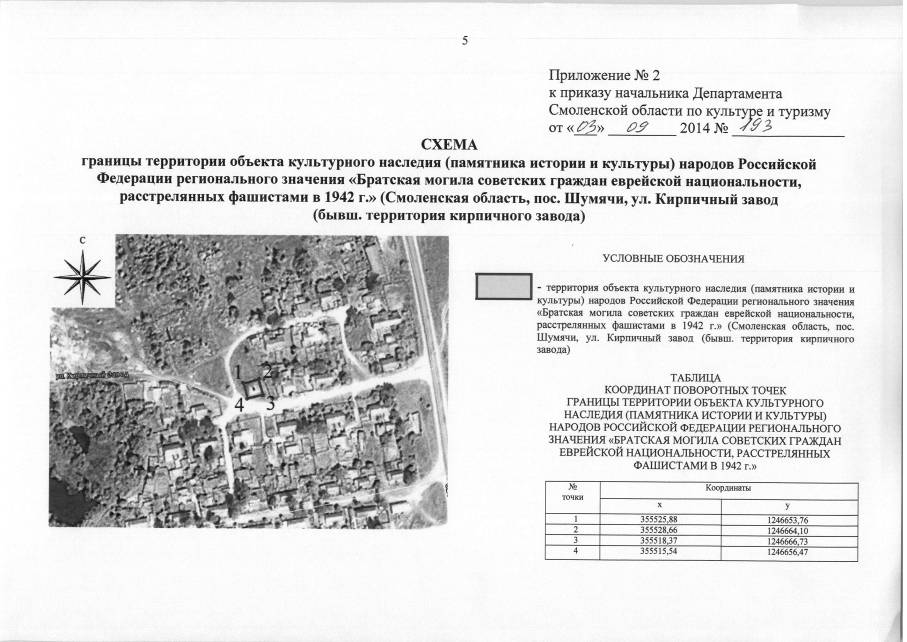 5
Приложение № 2
к приказу начальника Департамента
Смоленской области по культуре и туризму
от «03» 09 2014 № 193
СХЕМА
границы территории объекта культурного наследия (памятника истории и культуры) народов Российской
Федерации регионального значения «Братская могила советских граждан еврейской национальности,
расстрелянных фашистами в 1942 г.» (Смоленская область, пос. Шумячи, ул. Кирпичный завод
(бывш. территория кирпичного завода)
С
ул. Кирпичный завод
1 2
4 3
УСЛОВНЫЕ ОБОЗНАЧЕНИЯ
- территория объекта культурного наследия (памятника истории и
культуры) народов Российской Федерации регионального значения
«Братская могила советских граждан еврейской национальности,
расстрелянных фашистами в 1942 г.» (Смоленская область, пос.
Шумячи, ул. Кирпичный завод (бывш. территория кирпичного
завода)
ТАБЛИЦА
КООРДИНАТ ПОВОРОТНЫХ ТОЧЕК
ГРАНИЦЫ ТЕРРИТОРИИ ОБЪЕКТА КУЛЬТУРНОГО
НАСЛЕДИЯ (ПАМЯТНИКА ИСТОРИИ И КУЛЬТУРЫ)
НАРОДОВ РОССИЙСКОЙ ФЕДЕРАЦИИ РЕГИОНАЛЬНОГО
ЗНАЧЕНИЯ «БРАТСКАЯ МОГИЛА СОВЕТСКИХ ГРАЖДАН
ЕВРЕЙСКОЙ НАЦИОНАЛЬНОСТИ, РАССТРЕЛЯННЫХ
ФАШИСТАМИ В 1942 г.»
№ точки Координаты
х у
1 355525,88 1246653,76
2 355528,66 1246664,10
3 355518,37 1246666,73
4 355515,54 1246656,47